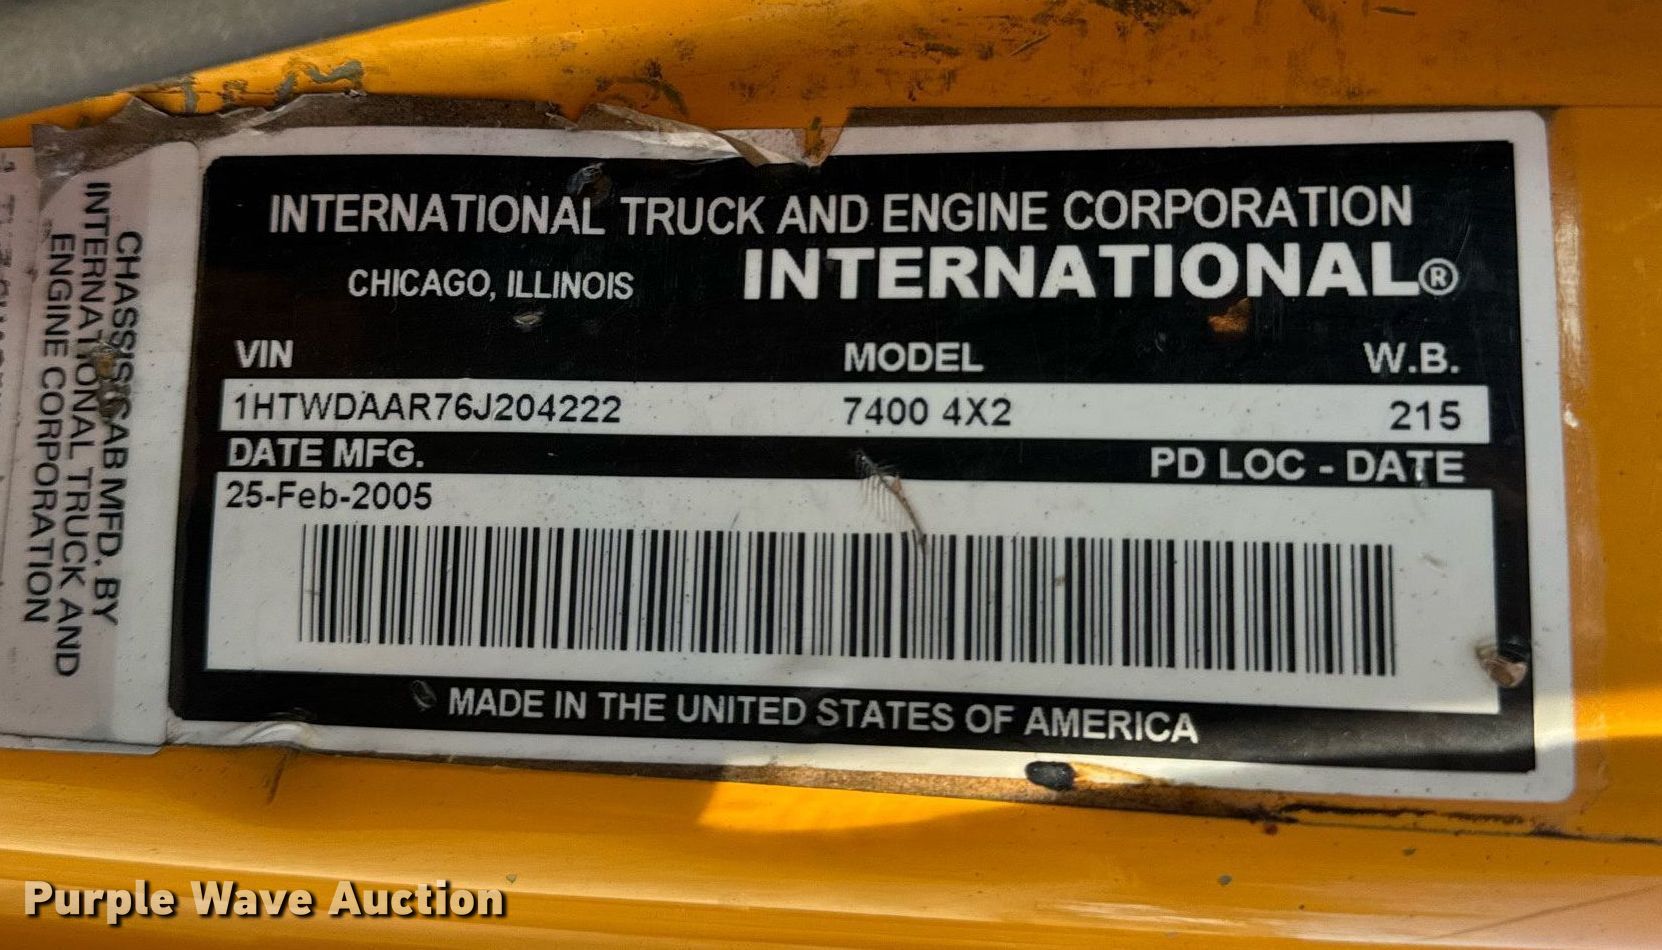 INTERNATIONAL TRUCK AND ENGINE CORPORATION
CHICAGO, ILLINOIS INTERNATIONAL®
VIN MODEL W.B.
1HTWDAAR76J204222 7400 4X2 215
DATE MFG. PD LOC - DATE
25-Feb-2005
MADE IN THE UNITED STATES OF AMERICA
CHASSIS CAB MFD. BY
INTERNATIONAL TRUCK AND
ENGINE CORPORATION
Purple Wave Auction